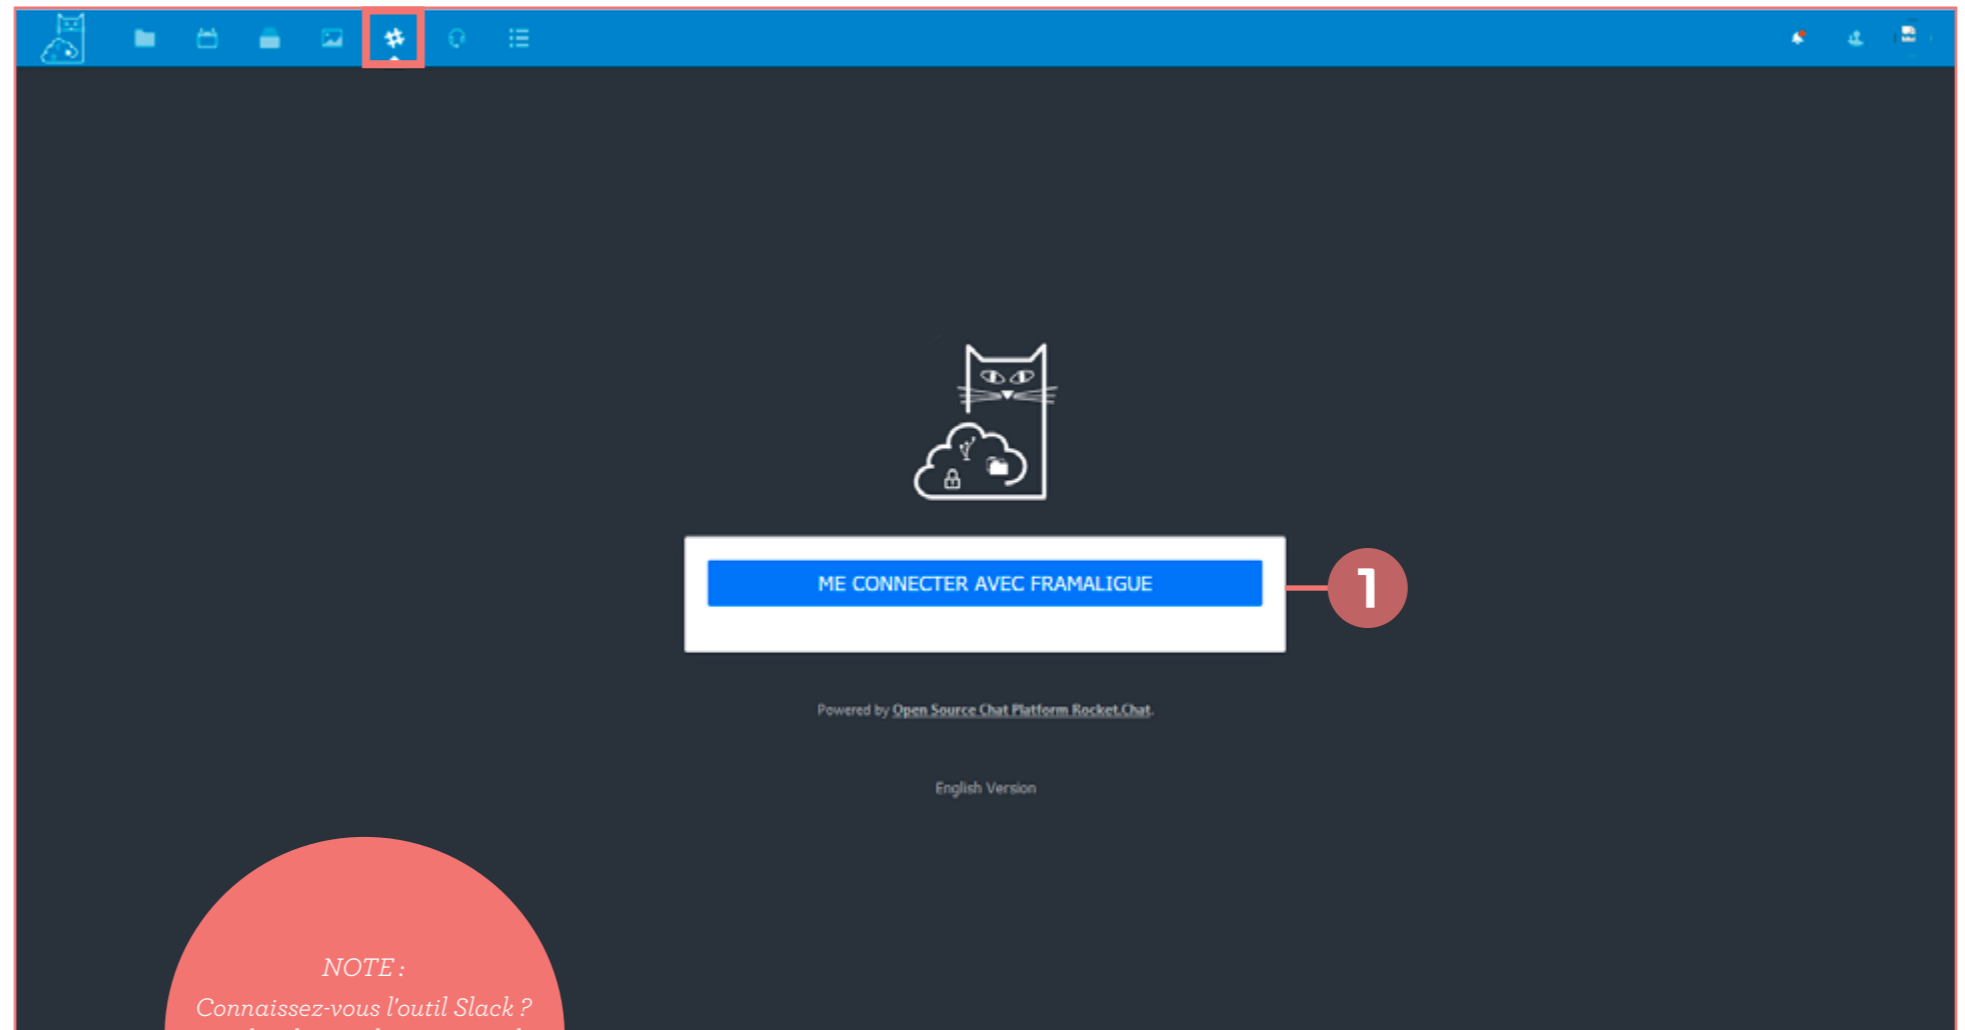 ME CONNECTER AVEC FRAMALIGUE
1
Powered by Open Source Chat Platform Rocket.Chat.
English Version
NOTE :
Connaissez-vous l'outil Slack ?